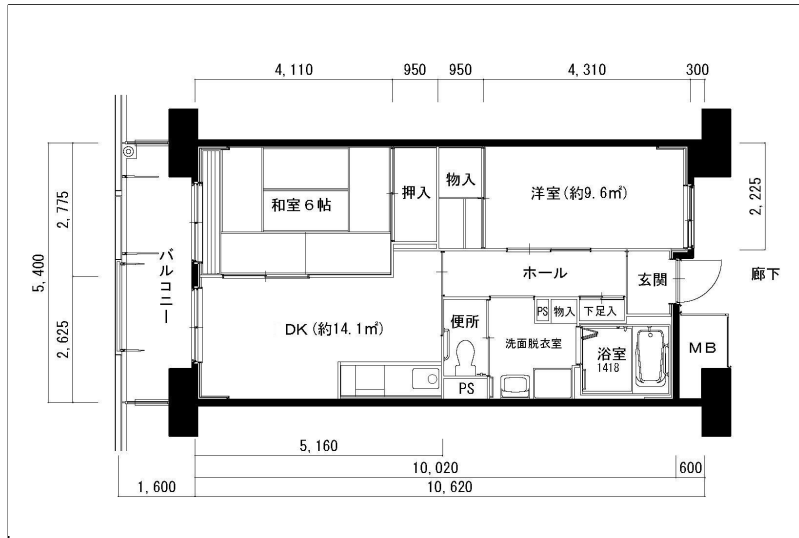 4,110
950
950
4,310
300
5,400
2,775
2,625
2,225
和室6帖
押入
物入
洋室(約9.6㎡)
バルコニー
ホール
玄関
廊下
DK(約14.1㎡)
便所
PS
物入
下足入
洗面脱衣室
浴室
1418
MB
PS
5,160
10,020
600
1,600
10,620